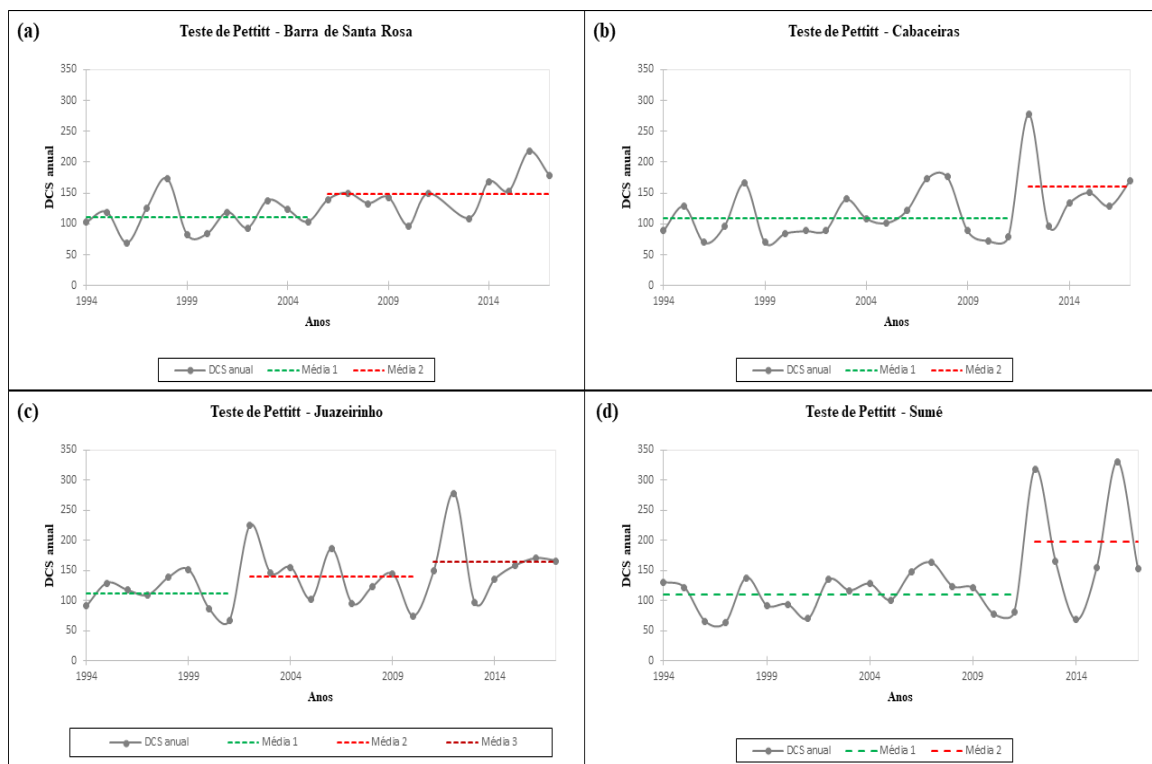 (a)
Teste de Pettitt - Barra de Santa Rosa
350
300
250
200
150
100
50
0
DCS anual
1994
1999
2004
2009
2014
Anos
DCS anual Média 1 Média 2
(b)
Teste de Pettitt - Cabaceiras
350
300
250
200
150
100
50
0
DCS anual
1994
1999
2004
2009
2014
Anos
DCS anual Média 1 Média 2
(c)
Teste de Pettitt - Juazeirinho
350
300
250
200
150
100
50
0
DCS anual
1994
1999
2004
2009
2014
Anos
DCS anual Média 1 Média 2 Média 3
(d)
Teste de Pettitt - Sumé
350
300
250
200
150
100
50
0
DCS anual
1994
1999
2004
2009
2014
Anos
DCS anual Média 1 Média 2